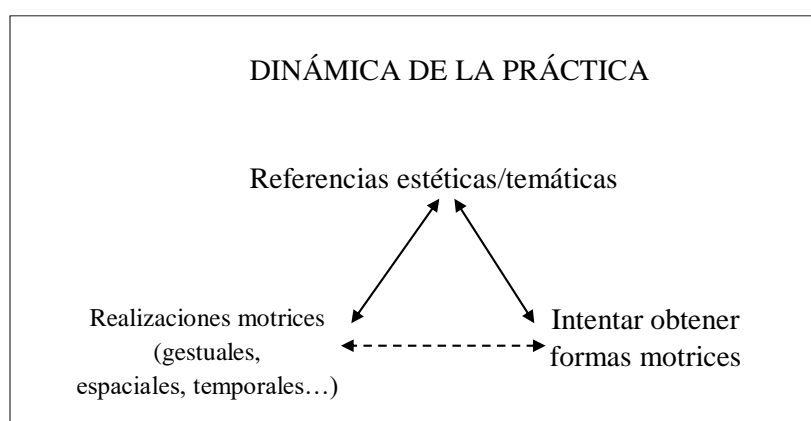 DINÁMICA DE LA PRÁCTICA
Referencias estéticas/temáticas
Realizaciones motrices
(gestuales,
espaciales, temporales…)
Intentar obtener
formas motrices